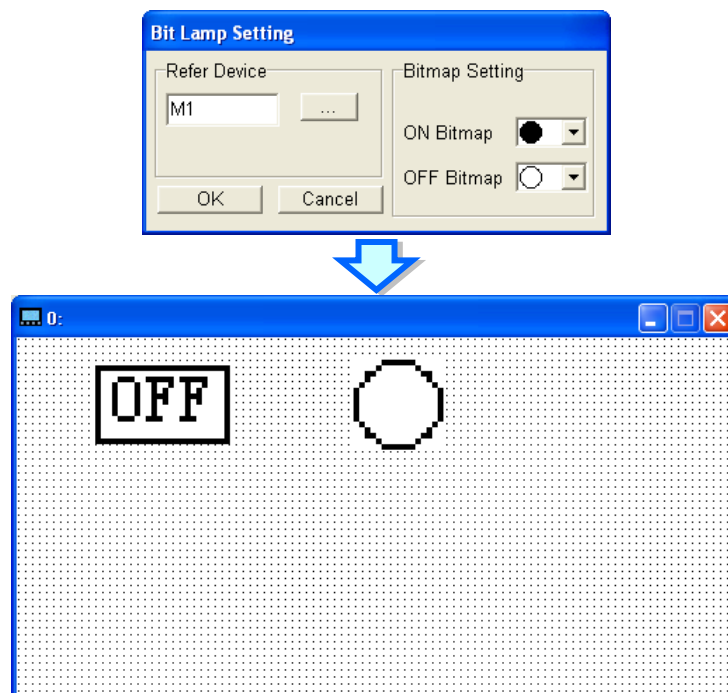 Bit Lamp Setting
Refer Device
M1
...
OK
Cancel
Bitmap Setting
ON Bitmap
OFF Bitmap
0:
OFF